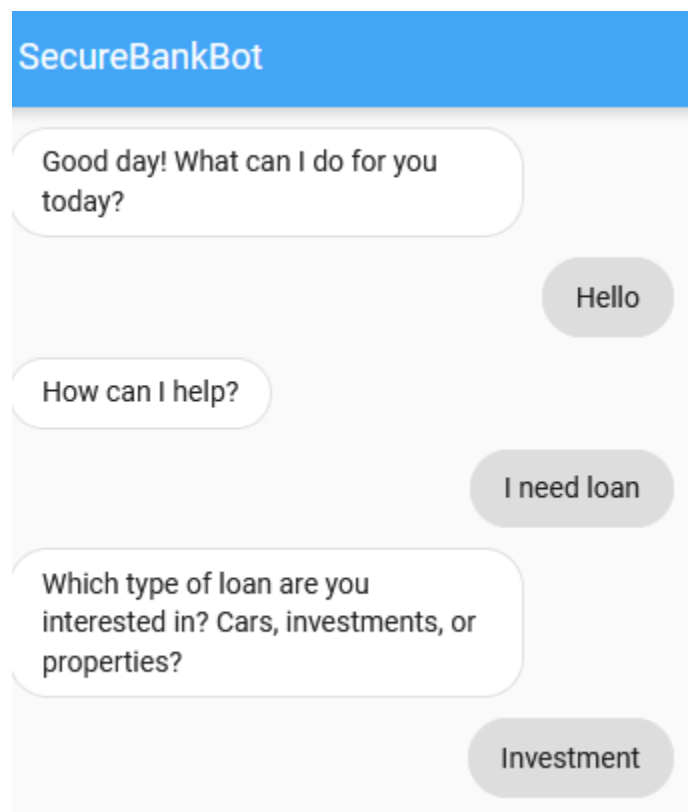 SecureBankBot
Good day! What can I do for you
today?
Hello
How can I help?
I need loan
Which type of loan are you
interested in? Cars, investments, or
properties?
Investment